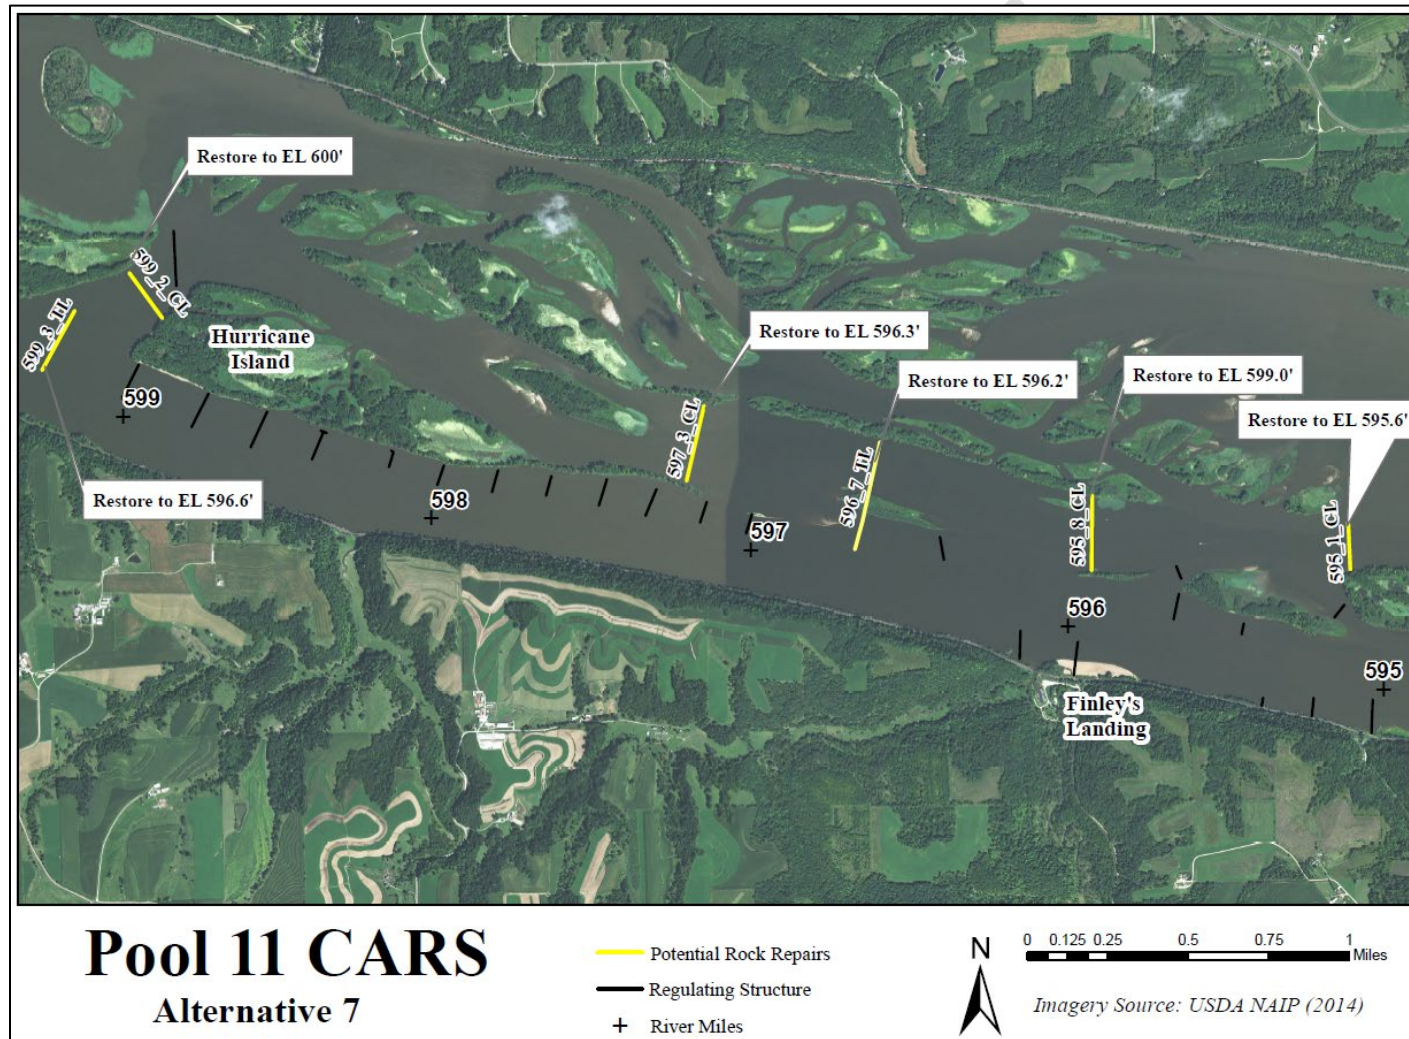 Restore to EL 600'
599_2_CL
599_3_TL
Hurricane
Island
Restore to EL 596.3'
Restore to EL 596.2'
Restore to EL 599.0'
Restore to EL 595.6'
599
597_3_CL
596_7_TL
595_8_CL
595_1_CL
Restore to EL 596.6'
598
597
596
595
Finley's
Landing
Pool 11 CARS
Alternative 7
Potential Rock Repairs
Regulating Structure
River Miles
N
0 0.125 0.25 0.5 0.75 1
Miles
Imagery Source: USDA NAIP (2014)